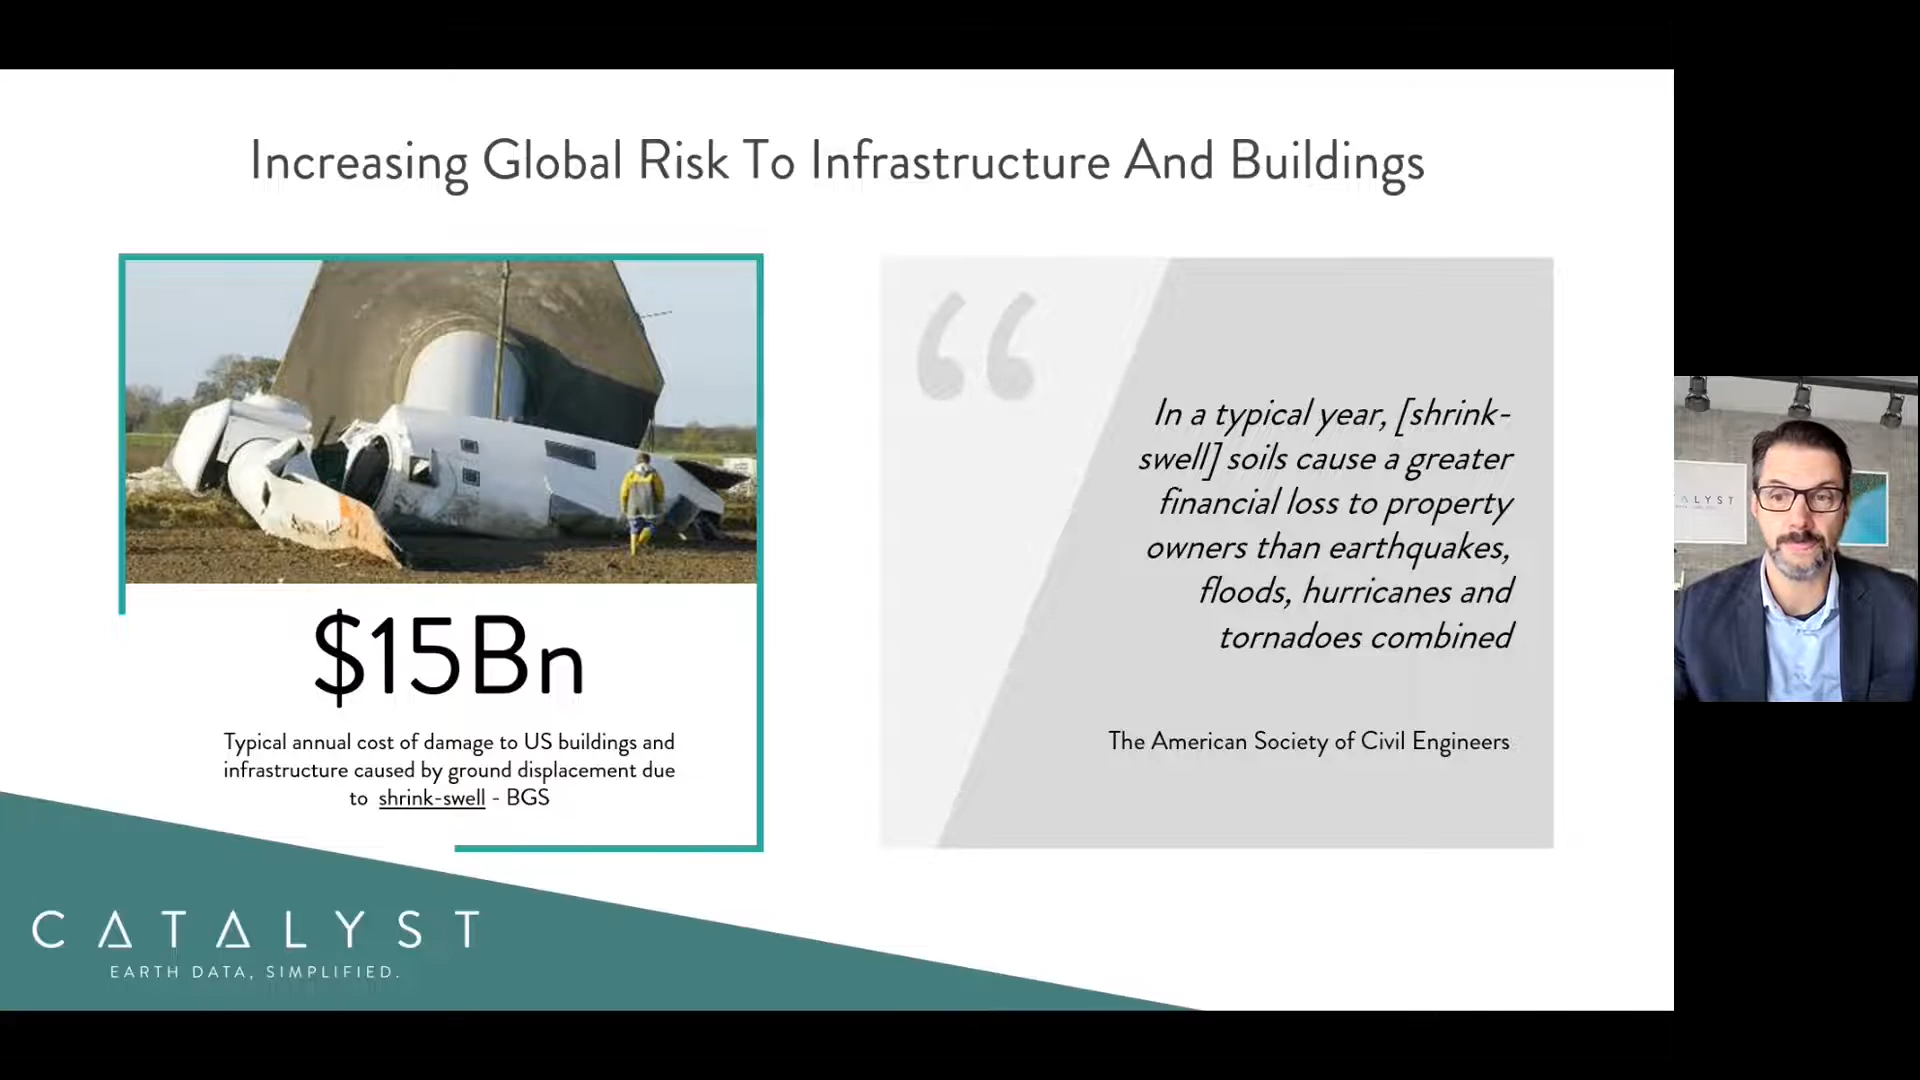 Increasing Global Risk To Infrastructure And Buildings
$15Bn
Typical annual cost of damage to US buildings and
infrastructure caused by ground displacement due
to shrink-swell - BGS
“
In a typical year, [shrink-
swell] soils cause a greater
financial loss to property
owners than earthquakes,
floods, hurricanes and
tornadoes combined
The American Society of Civil Engineers
CATALYST
EARTH DATA, SIMPLIFIED.